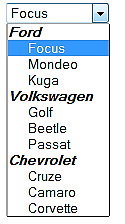 Focus
Ford
Focus
Mondeo
Kuga
Volkswagen
Golf
Beetle
Passat
Chevrolet
Cruze
Camaro
Corvette